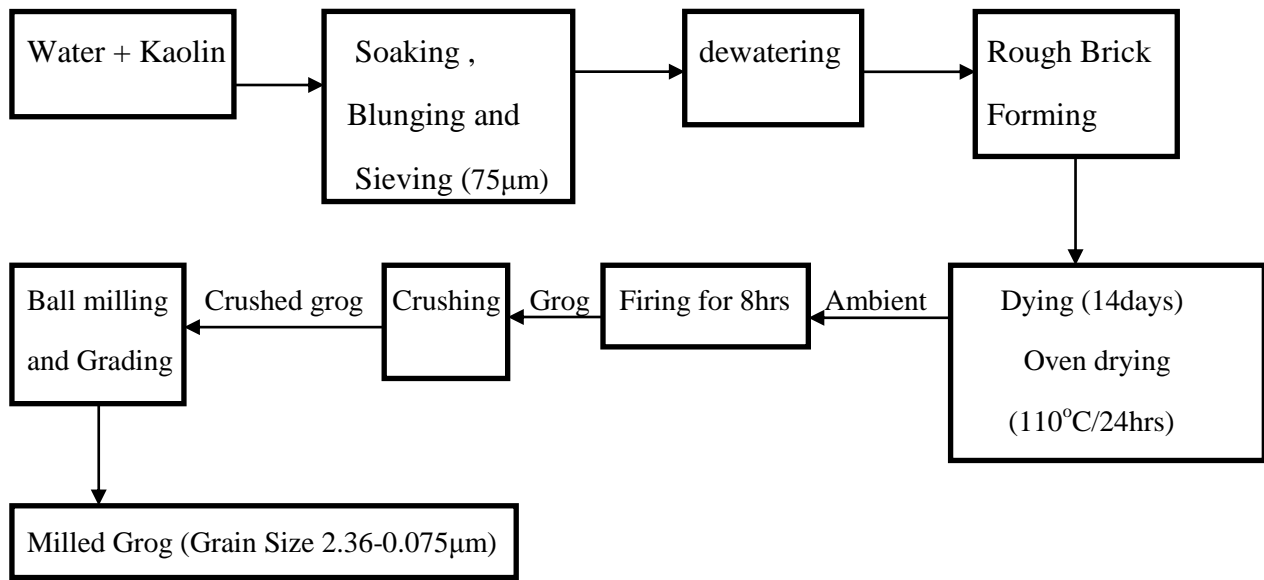 Water + Kaolin
Soaking ,
Blunging and
Sieving (75μm)
dewatering
Rough Brick
Forming
Dying (14days)
Oven drying
(110°C/24hrs)
Ambient
Firing for 8hrs
Grog
Crushing
Crushed grog
Ball milling
and Grading
Milled Grog (Grain Size 2.36-0.075μm)